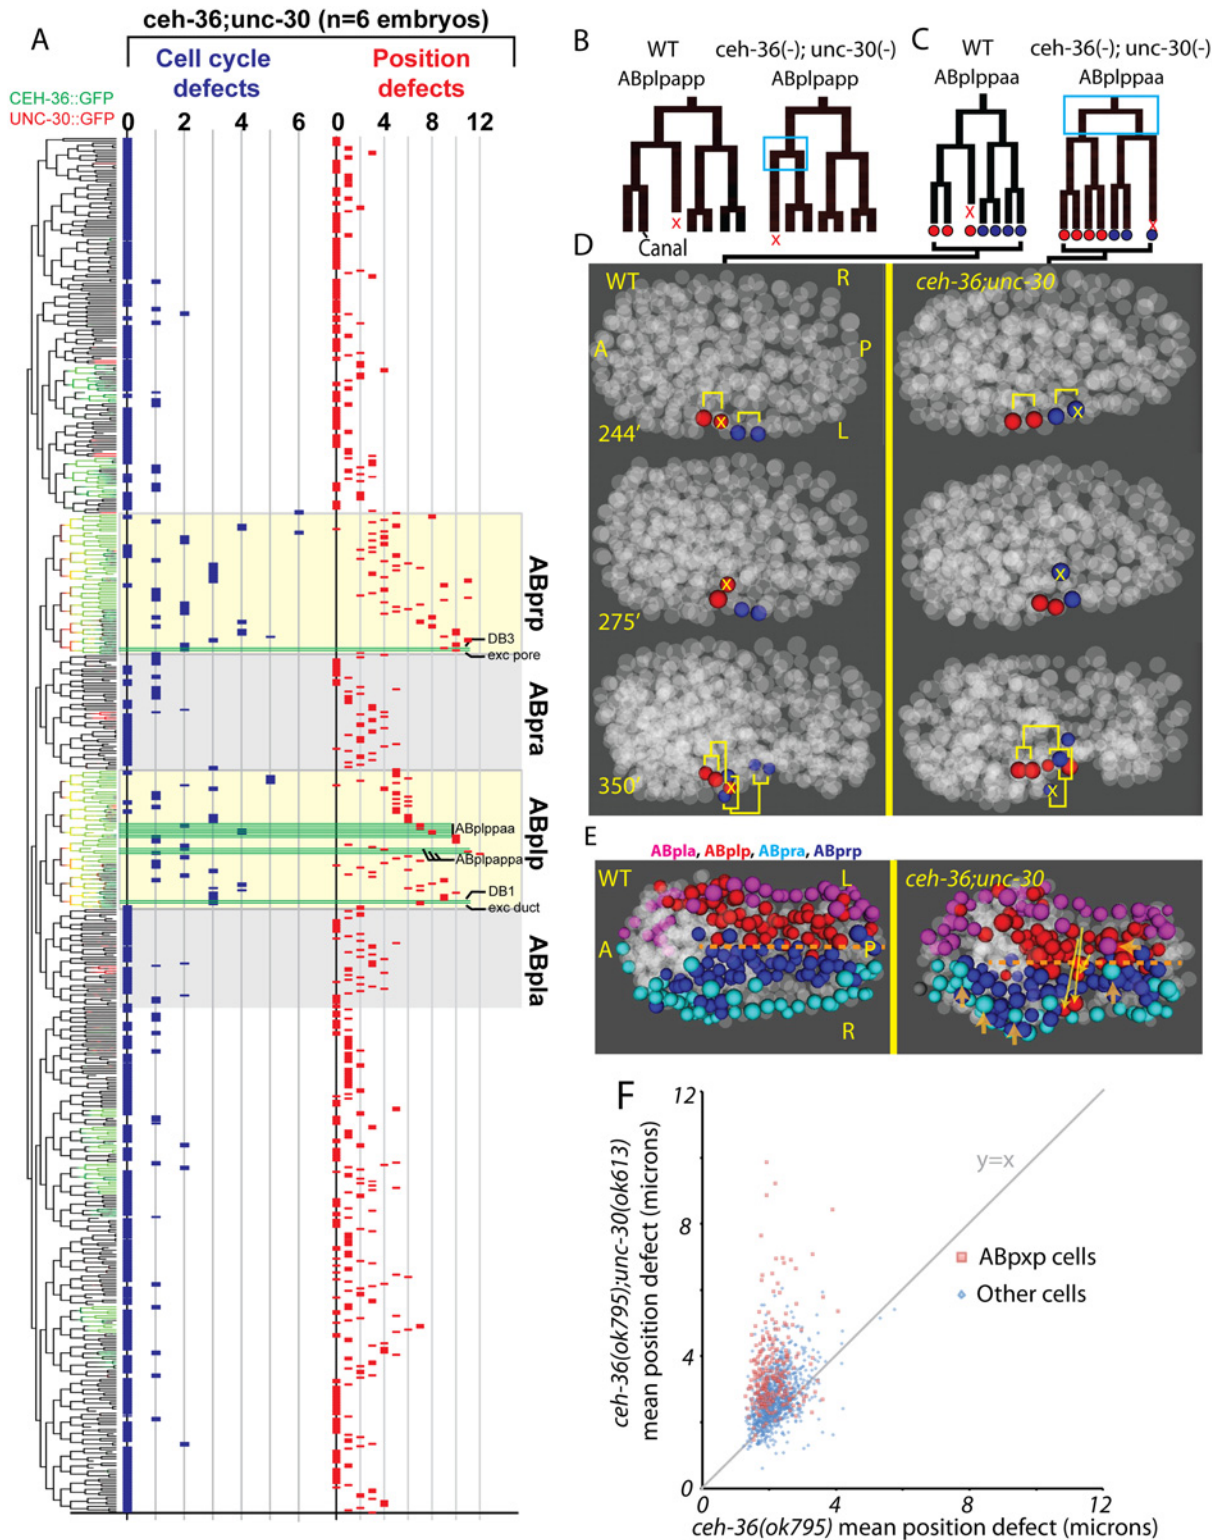 A
ceh-36;unc-30 (n=6 embryos)
Cell cycle
defects
Position
defects
CEH-36::GFP
UNC-30::GFP
0 2 4 6 0 4 8 12
ABprp
DB3
exc pore
ABpra
ABplp
ABplppaa
ABplpappa
DB1
exc duct
ABpla
B
WT
ABplpapp
ceh-36(-); unc-30(-)
ABplpapp
x
x
Canal
C
WT
ABplppaa
ceh-36(-); unc-30(-)
ABplppaa
x
x
D
WT
R
A
P
L
ceh-36;unc-30
x
x
244'
x
x
275'
x
x
350'
E
ABpla, ABplp, ABpra, ABprp
WT
L
A
P
R
ceh-36;unc-30
F
ceh-36(ok795);unc-30(ok613)
mean position defect (microns)
12
8
4
0
y=x
ABpxp cells
Other cells
0 4 8 12
ceh-36(ok795) mean position defect (microns)